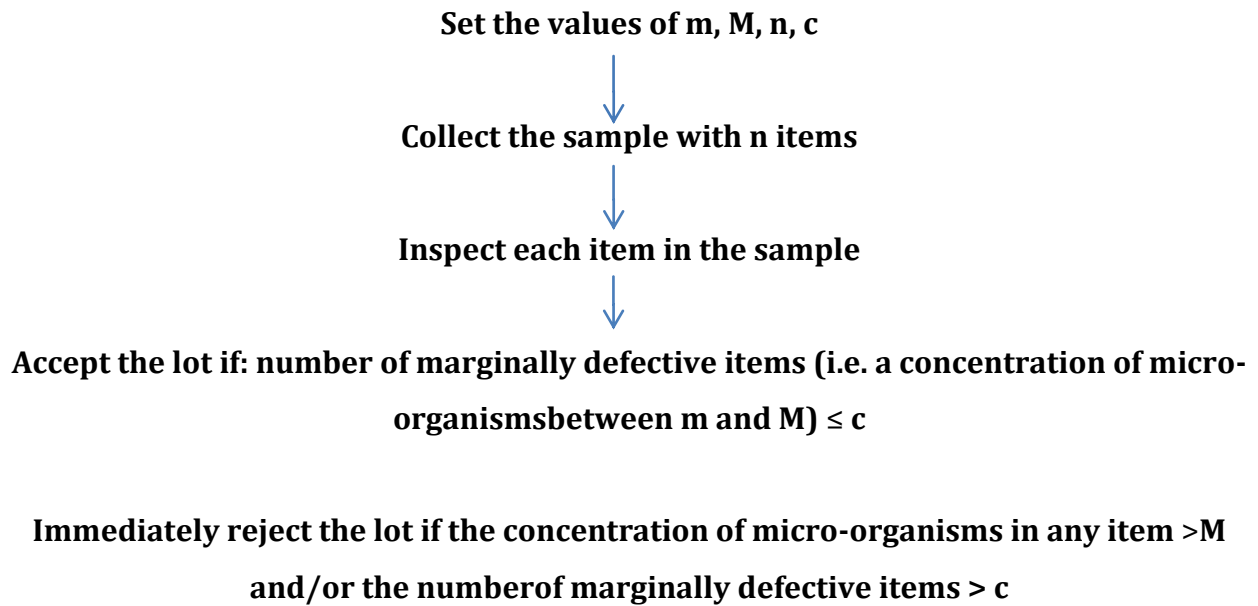 Set the values of m, M, n, c
Collect the sample with n items
Inspect each item in the sample
Accept the lot if: number of marginally defective items (i.e. a concentration of micro-
organismsbetween m and M) ≤ c
Immediately reject the lot if the concentration of micro-organisms in any item >M
and/or the numberof marginally defective items > c